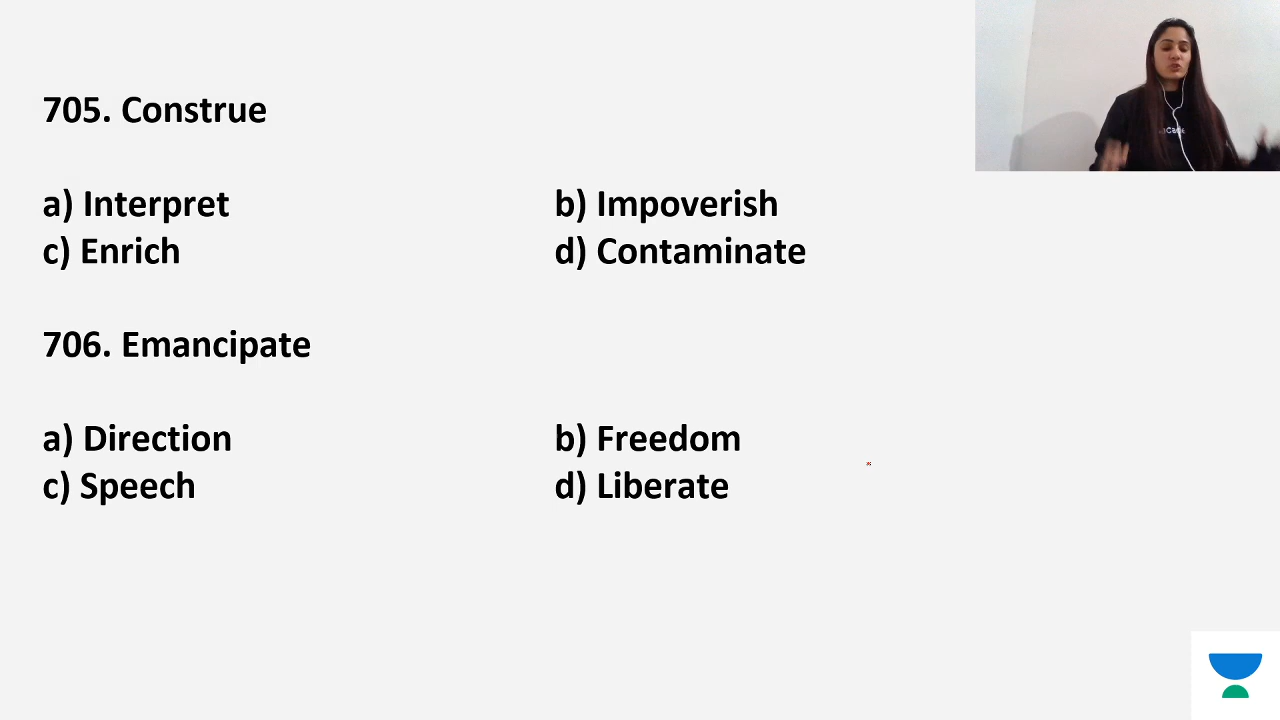 705. Construe
a) Interpret b) Impoverish
c) Enrich d) Contaminate
706. Emancipate
a) Direction b) Freedom
c) Speech d) Liberate